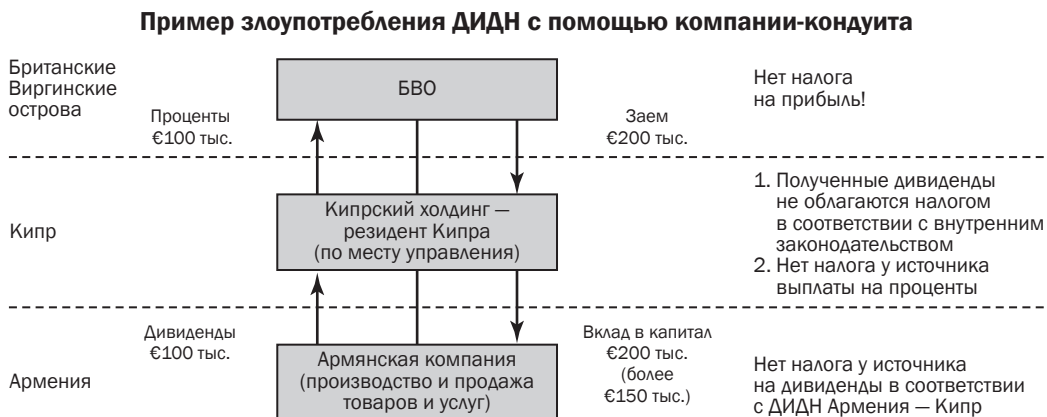 Пример злоупотребления ДИДН с помощью компании-кондуита
Британские
Виргинские
острова
Проценты
€100 тыс.
БВО
Заем
€200 тыс.
Нет налога
на прибыль!
Кипр
Кипрский холдинг —
резидент Кипра
(по месту управления)
1. Полученные дивиденды
не облагаются налогом
в соответствии с внутренним
законодательством
2. Нет налога у источника
выплаты на проценты
Армения
Дивиденды
€100 тыс.
Армянская компания
(производство и продажа
товаров и услуг)
Вклад в капитал
€200 тыс.
(более
€150 тыс.)
Нет налога у источника
на дивиденды в соответствии
с ДИДН Армения — Кипр